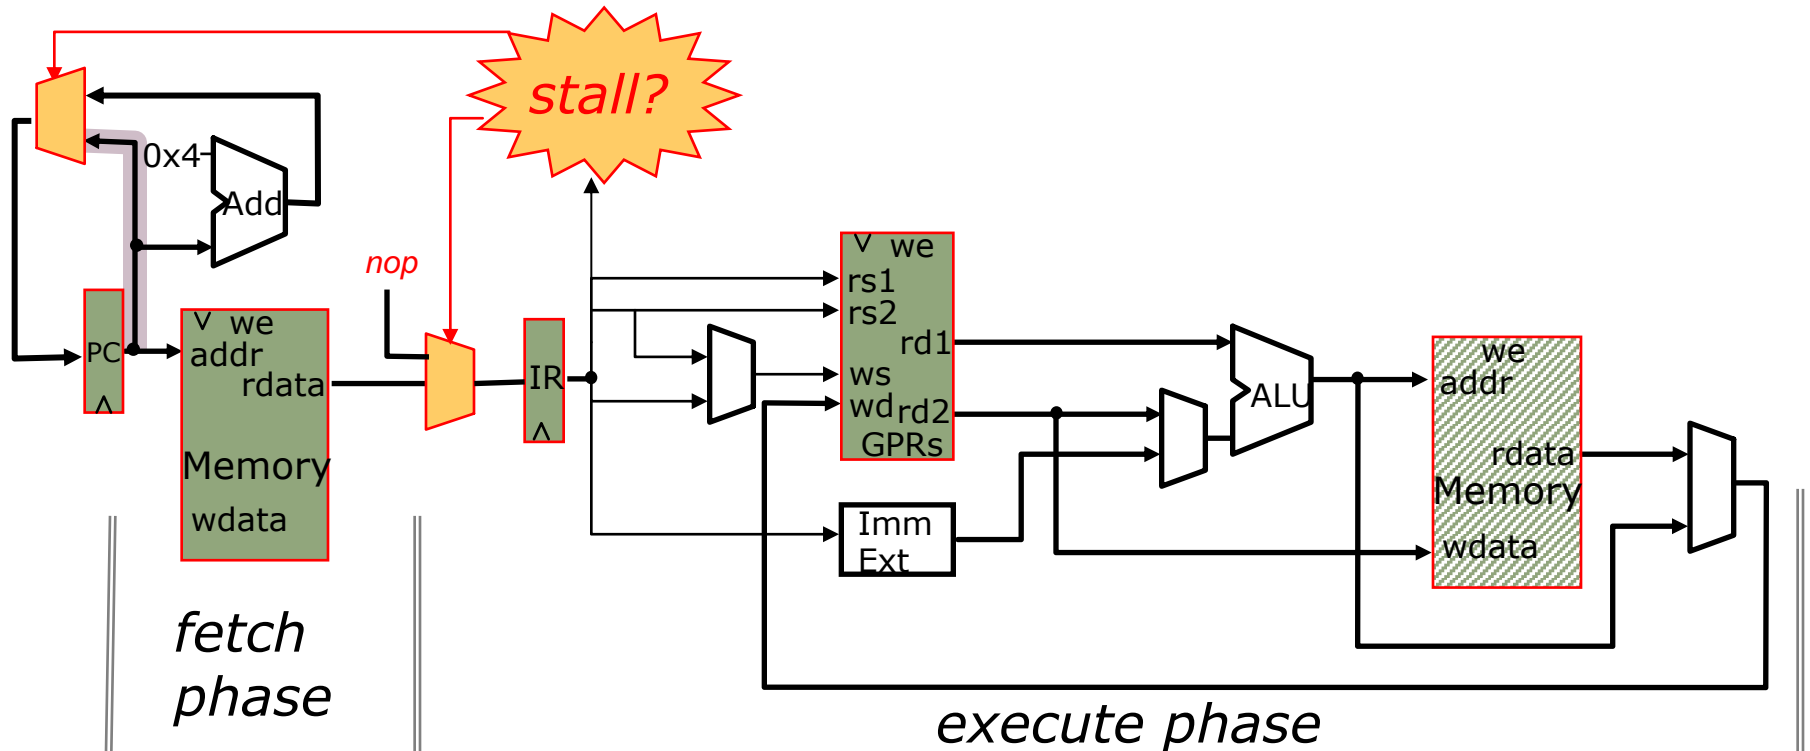 stall?
0x4
Add
nop
PC
we
addr
rdata
Memory
wdata
IR
we
rs1
rs2
rd1
ws
wd
rd2
GPRs
Imm
Ext
ALU
we
addr
rdata
Memory
wdata
fetch
phase
execute phase